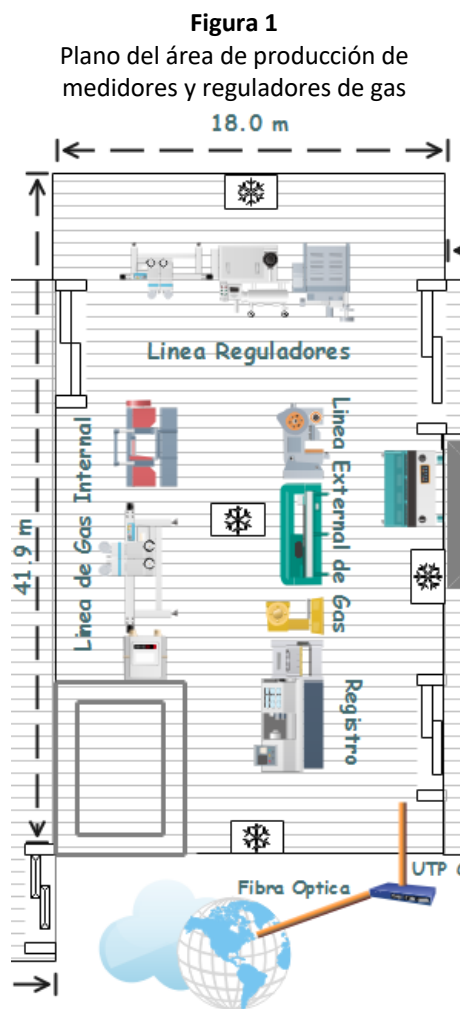 Figura 1
Plano del área de producción de
medidores y reguladores de gas
18.0 m
Linea Reguladores
Linea de Gas Internal
Linea External de Gas
41.9 m
Registro
UTP
Fibra Optica